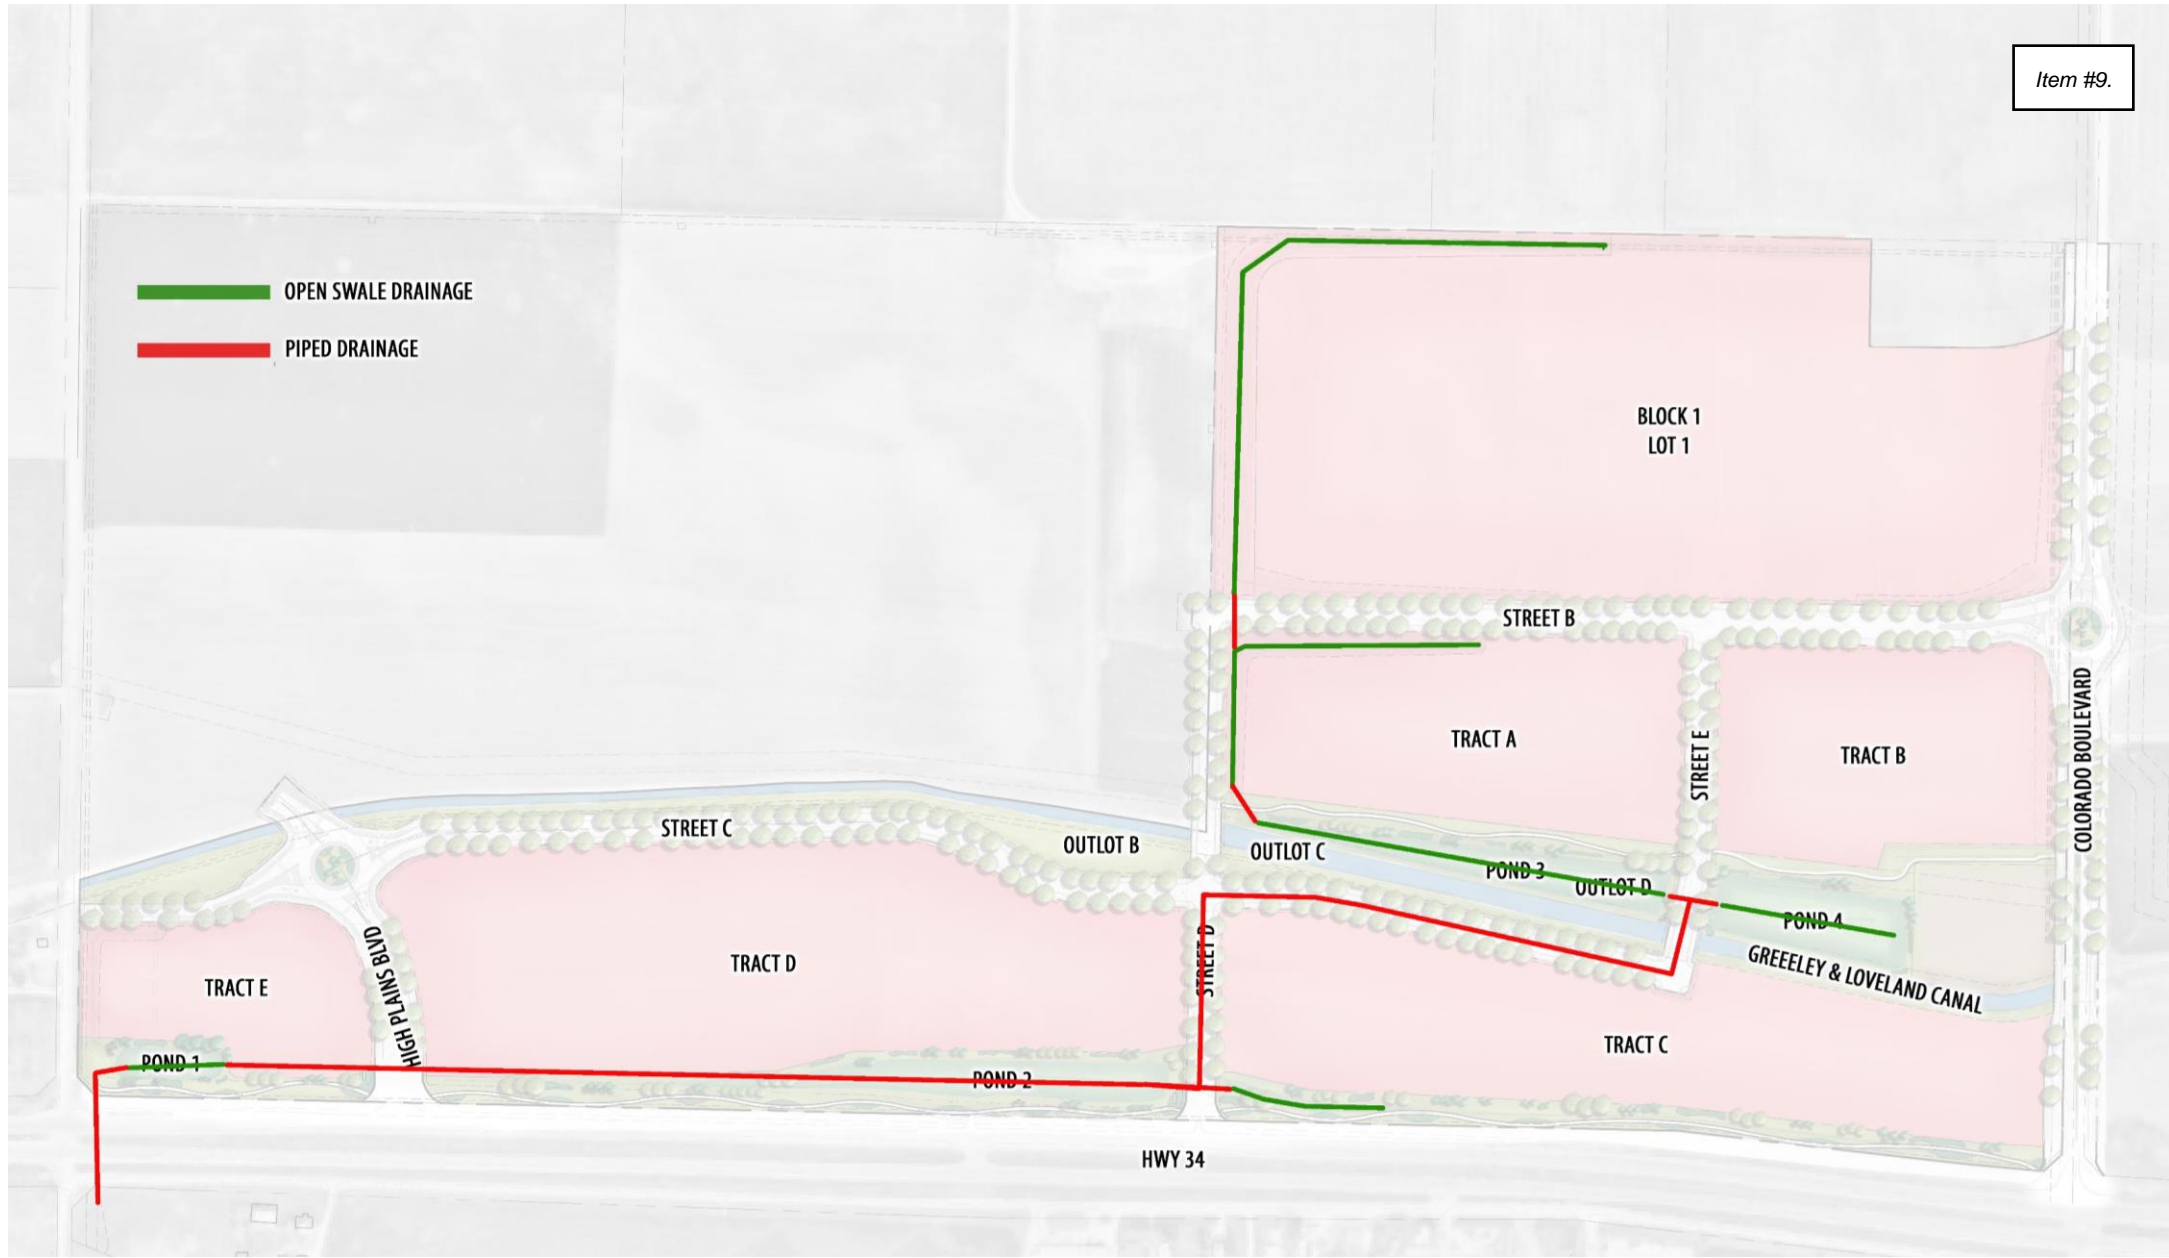 Item #9.
OPEN SWALE DRAINAGE
PIPED DRAINAGE
BLOCK 1
LOT 1
STREET B
TRACT A
STREET E
TRACT B
COLORADO BOULEVARD
STREET C
OUTLOT B
OUTLOT C
POND 3
OUTLOT D
POND 4
GREEELEY & LOVELAND CANAL
HIGH PLAINS BLVD
TRACT D
STREET D
TRACT E
TRACT C
POND 1
POND 2
HWY 34